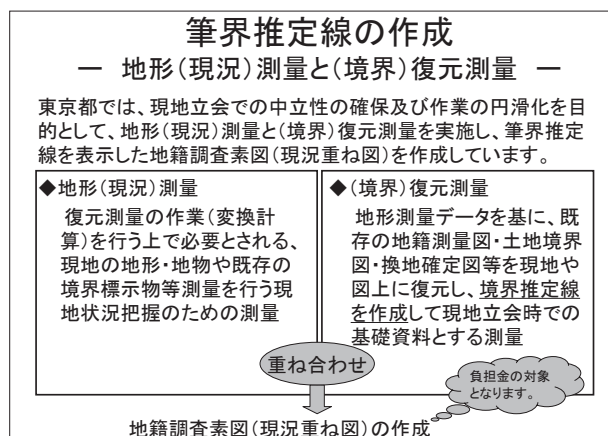 筆界推定線の作成
― 地形(現況)測量と(境界)復元測量 ―
東京都では、現地立会での中立性の確保及び作業の円滑化を目
的として、地形(現況)測量と(境界)復元測量を実施し、筆界推定
線を表示した地籍調査素図(現況重ね図)を作成しています。
◆地形(現況)測量
復元測量の作業(変換計
算)を行う上で必要とされる、
現地の地形・地物や既存の
境界標示物等測量を行う現
地状況把握のための測量
◆(境界)復元測量
地形測量データを基に、既
存の地積測量図・土地境界
図・換地確定図等を現地や
図上に復元し、境界推定線
を作成して現地立会時での
基礎資料とする測量
重ね合わせ
負担金の対象
となります。
地籍調査素図(現況重ね図)の作成